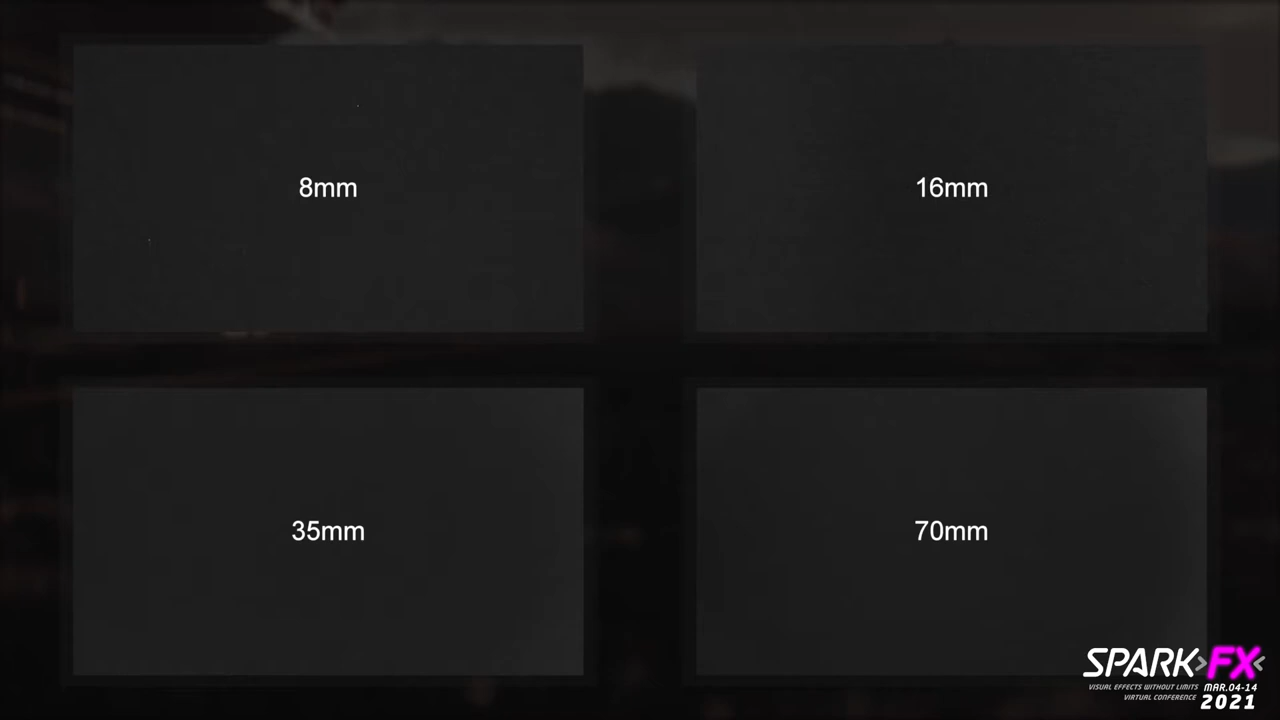 8mm
16mm
35mm
70mm
SPARK>FX<
VISUAL EFFECTS WITHOUT LIMITS
VIRTUAL CONFERENCE
MAR.04-14
2021